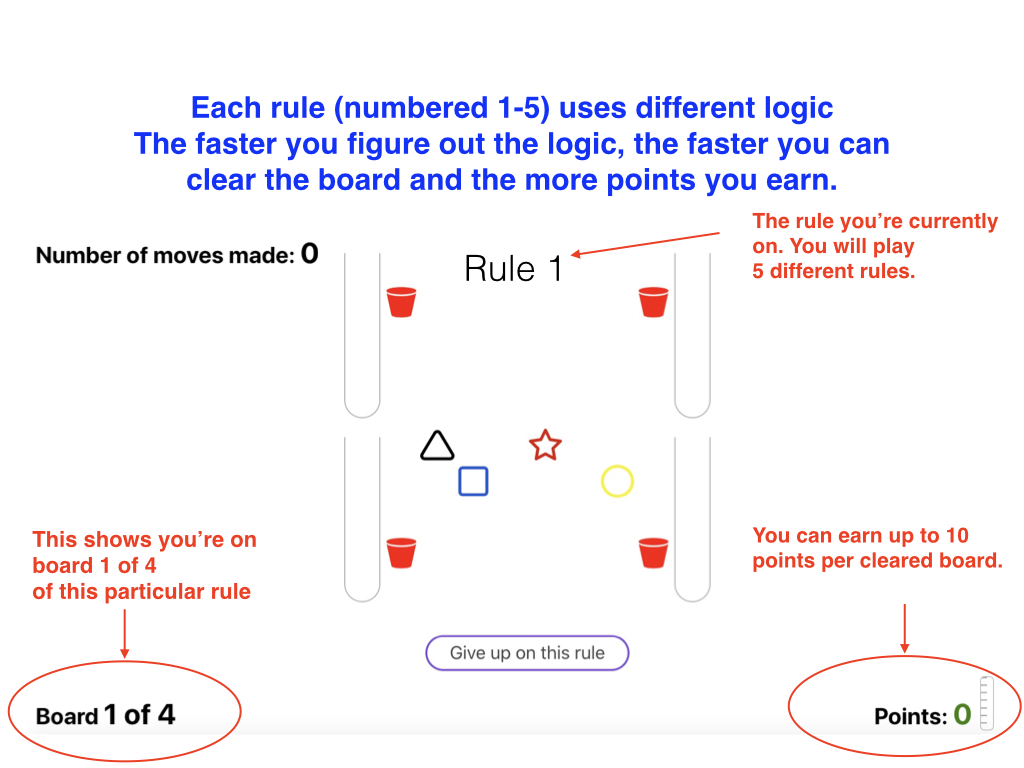 Each rule (numbered 1-5) uses different logic
The faster you figure out the logic, the faster you can
clear the board and the more points you earn.
The rule you're currently
on. You will play
5 different rules.
Number of moves made: 0
Rule 1
This shows you're on
board 1 of 4
of this particular rule
You can earn up to 10
points per cleared board.
Give up on this rule
Board 1 of 4
Points: 0